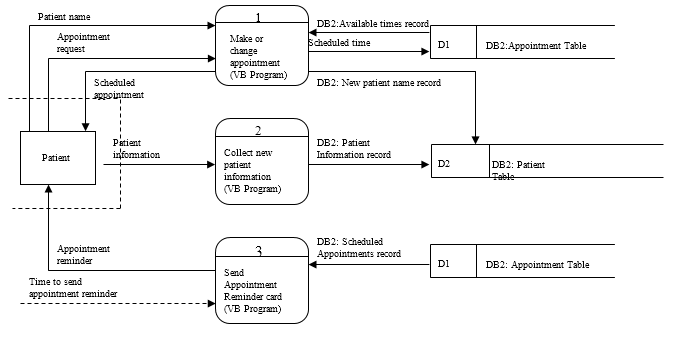 Patient name
Appointment
request
Scheduled
appointment
1
Make or
change
appointment
(VB Program)
DB2:Available times record
Scheduled time
D1
DB2:Appointment Table
DB2: New patient name record
Patient
Patient
information
2
Collect new
patient
information
(VB Program)
DB2: Patient
Information record
D2
DB2: Patient
Table
Appointment
reminder
Time to send
appointment reminder
3
Send
Appointment
Reminder card
(VB Program)
DB2: Scheduled
Appointments record
D1
DB2: Appointment Table